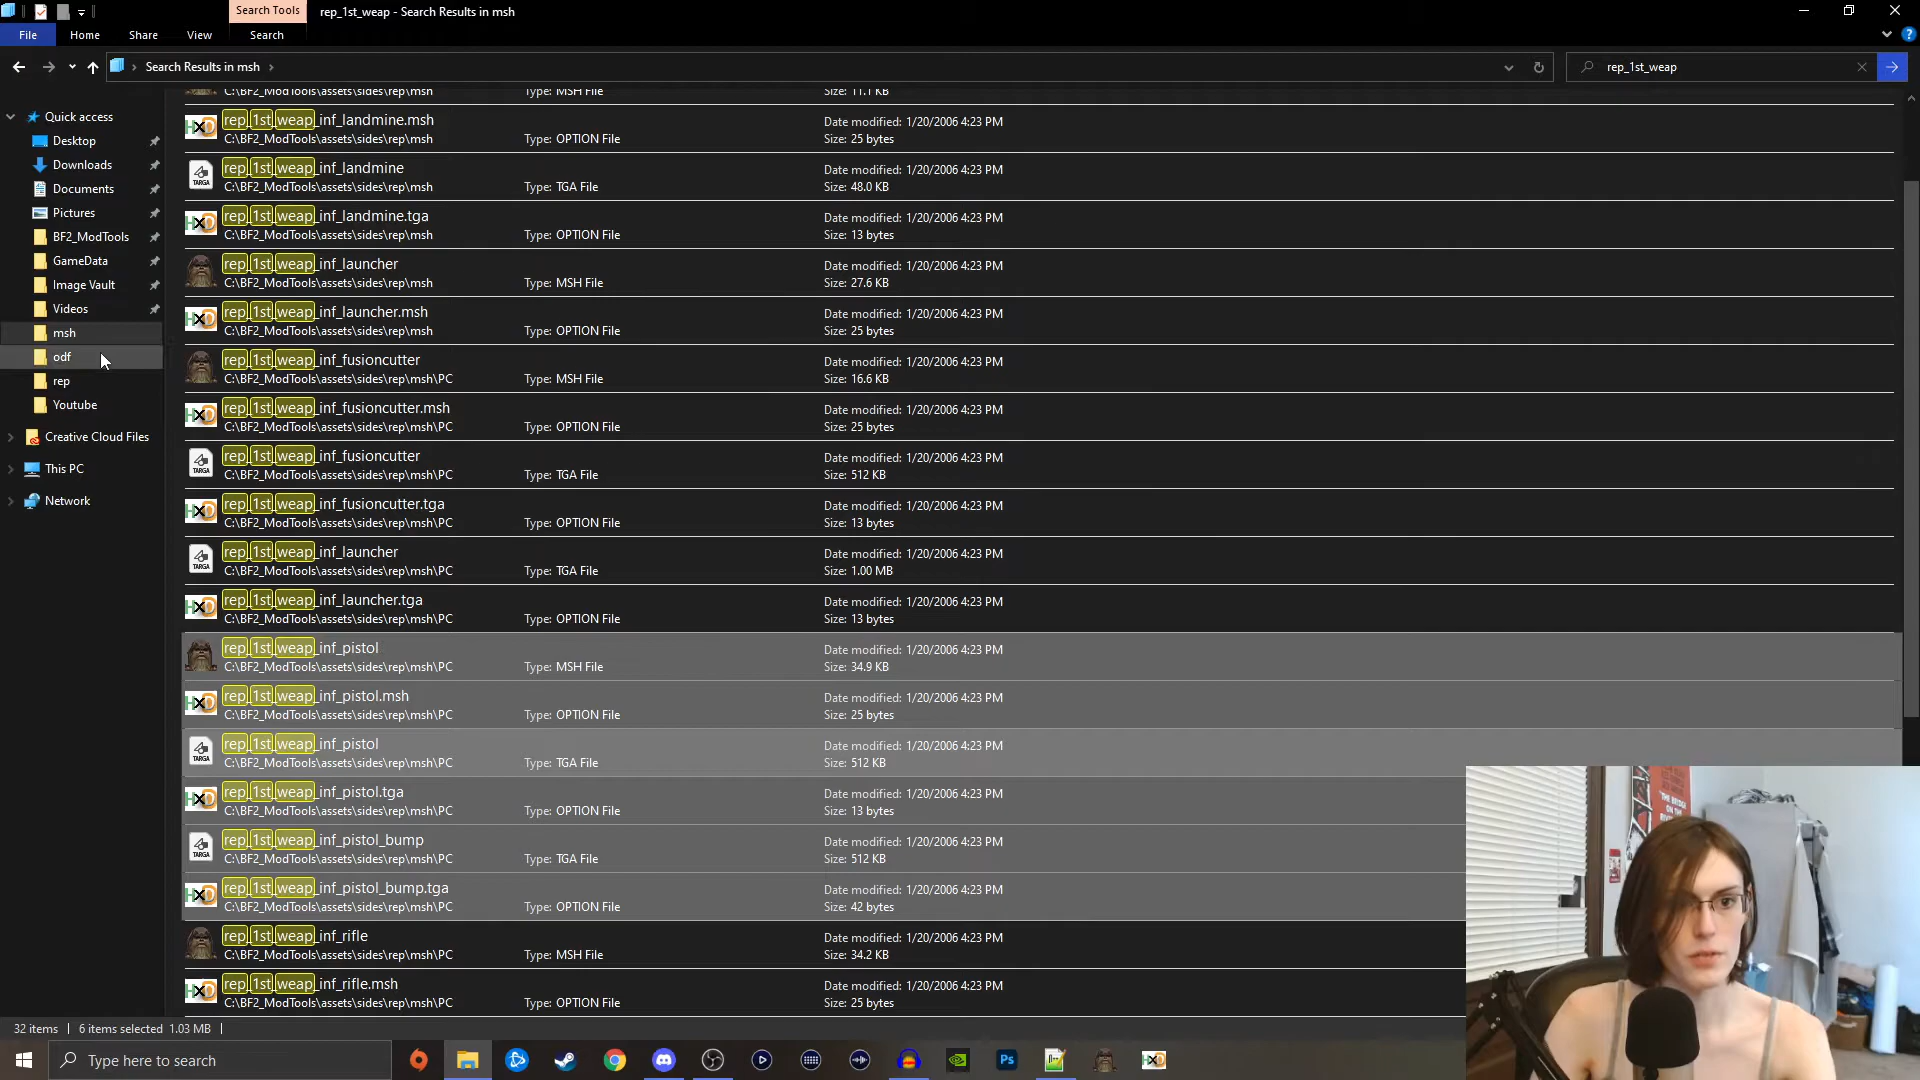 Search Tools
rep_1st_weap - Search Results in msh
File Home Share View Search
Search Results in msh
rep_1st_weap
Quick access
Desktop
Downloads
Documents
Pictures
BF2_ModTools
GameData
Image Vault
Videos
msh
odf
rep
Youtube
Creative Cloud Files
This PC
Network
C:\BF2_ModTools\assets\sides\rep\msh Type: MSH File Size: 11.1 KB
rep_1st_weap_inf_landmine.msh Date modified: 1/20/2006 4:23 PM
C:\BF2_ModTools\assets\sides\rep\msh Type: OPTION File Size: 25 bytes
rep_1st_weap_inf_landmine Date modified: 1/20/2006 4:23 PM
C:\BF2_ModTools\assets\sides\rep\msh Type: TGA File Size: 48.0 KB
rep_1st_weap_inf_landmine.tga Date modified: 1/20/2006 4:23 PM
C:\BF2_ModTools\assets\sides\rep\msh Type: OPTION File Size: 13 bytes
rep_1st_weap_inf_launcher Date modified: 1/20/2006 4:23 PM
C:\BF2_ModTools\assets\sides\rep\msh Type: MSH File Size: 27.6 KB
rep_1st_weap_inf_launcher.msh Date modified: 1/20/2006 4:23 PM
C:\BF2_ModTools\assets\sides\rep\msh Type: OPTION File Size: 25 bytes
rep_1st_weap_inf_fusioncutter Date modified: 1/20/2006 4:23 PM
C:\BF2_ModTools\assets\sides\rep\msh\PC Type: MSH File Size: 16.6 KB
rep_1st_weap_inf_fusioncutter.msh Date modified: 1/20/2006 4:23 PM
C:\BF2_ModTools\assets\sides\rep\msh\PC Type: OPTION File Size: 25 bytes
rep_1st_weap_inf_fusioncutter Date modified: 1/20/2006 4:23 PM
C:\BF2_ModTools\assets\sides\rep\msh\PC Type: TGA File Size: 512 KB
rep_1st_weap_inf_fusioncutter.tga Date modified: 1/20/2006 4:23 PM
C:\BF2_ModTools\assets\sides\rep\msh\PC Type: OPTION File Size: 13 bytes
rep_1st_weap_inf_launcher Date modified: 1/20/2006 4:23 PM
C:\BF2_ModTools\assets\sides\rep\msh\PC Type: TGA File Size: 1.00 MB
rep_1st_weap_inf_launcher.tga Date modified: 1/20/2006 4:23 PM
C:\BF2_ModTools\assets\sides\rep\msh\PC Type: OPTION File Size: 13 bytes
rep_1st_weap_inf_pistol Date modified: 1/20/2006 4:23 PM
C:\BF2_ModTools\assets\sides\rep\msh\PC Type: MSH File Size: 34.9 KB
rep_1st_weap_inf_pistol.msh Date modified: 1/20/2006 4:23 PM
C:\BF2_ModTools\assets\sides\rep\msh\PC Type: OPTION File Size: 25 bytes
rep_1st_weap_inf_pistol Date modified: 1/20/2006 4:23 PM
C:\BF2_ModTools\assets\sides\rep\msh\PC Type: TGA File Size: 512 KB
rep_1st_weap_inf_pistol.tga Date modified: 1/20/2006 4:23 PM
C:\BF2_ModTools\assets\sides\rep\msh\PC Type: OPTION File Size: 13 bytes
rep_1st_weap_inf_pistol_bump Date modified: 1/20/2006 4:23 PM
C:\BF2_ModTools\assets\sides\rep\msh\PC Type: TGA File Size: 512 KB
rep_1st_weap_inf_pistol_bump.tga Date modified: 1/20/2006 4:23 PM
C:\BF2_ModTools\assets\sides\rep\msh\PC Type: OPTION File Size: 42 bytes
rep_1st_weap_inf_rifle Date modified: 1/20/2006 4:23 PM
C:\BF2_ModTools\assets\sides\rep\msh\PC Type: MSH File Size: 34.2 KB
rep_1st_weap_inf_rifle.msh Date modified: 1/20/2006 4:23 PM
C:\BF2_ModTools\assets\sides\rep\msh\PC Type: OPTION File Size: 25 bytes
32 items 6 items selected 1.03 MB
Type here to search